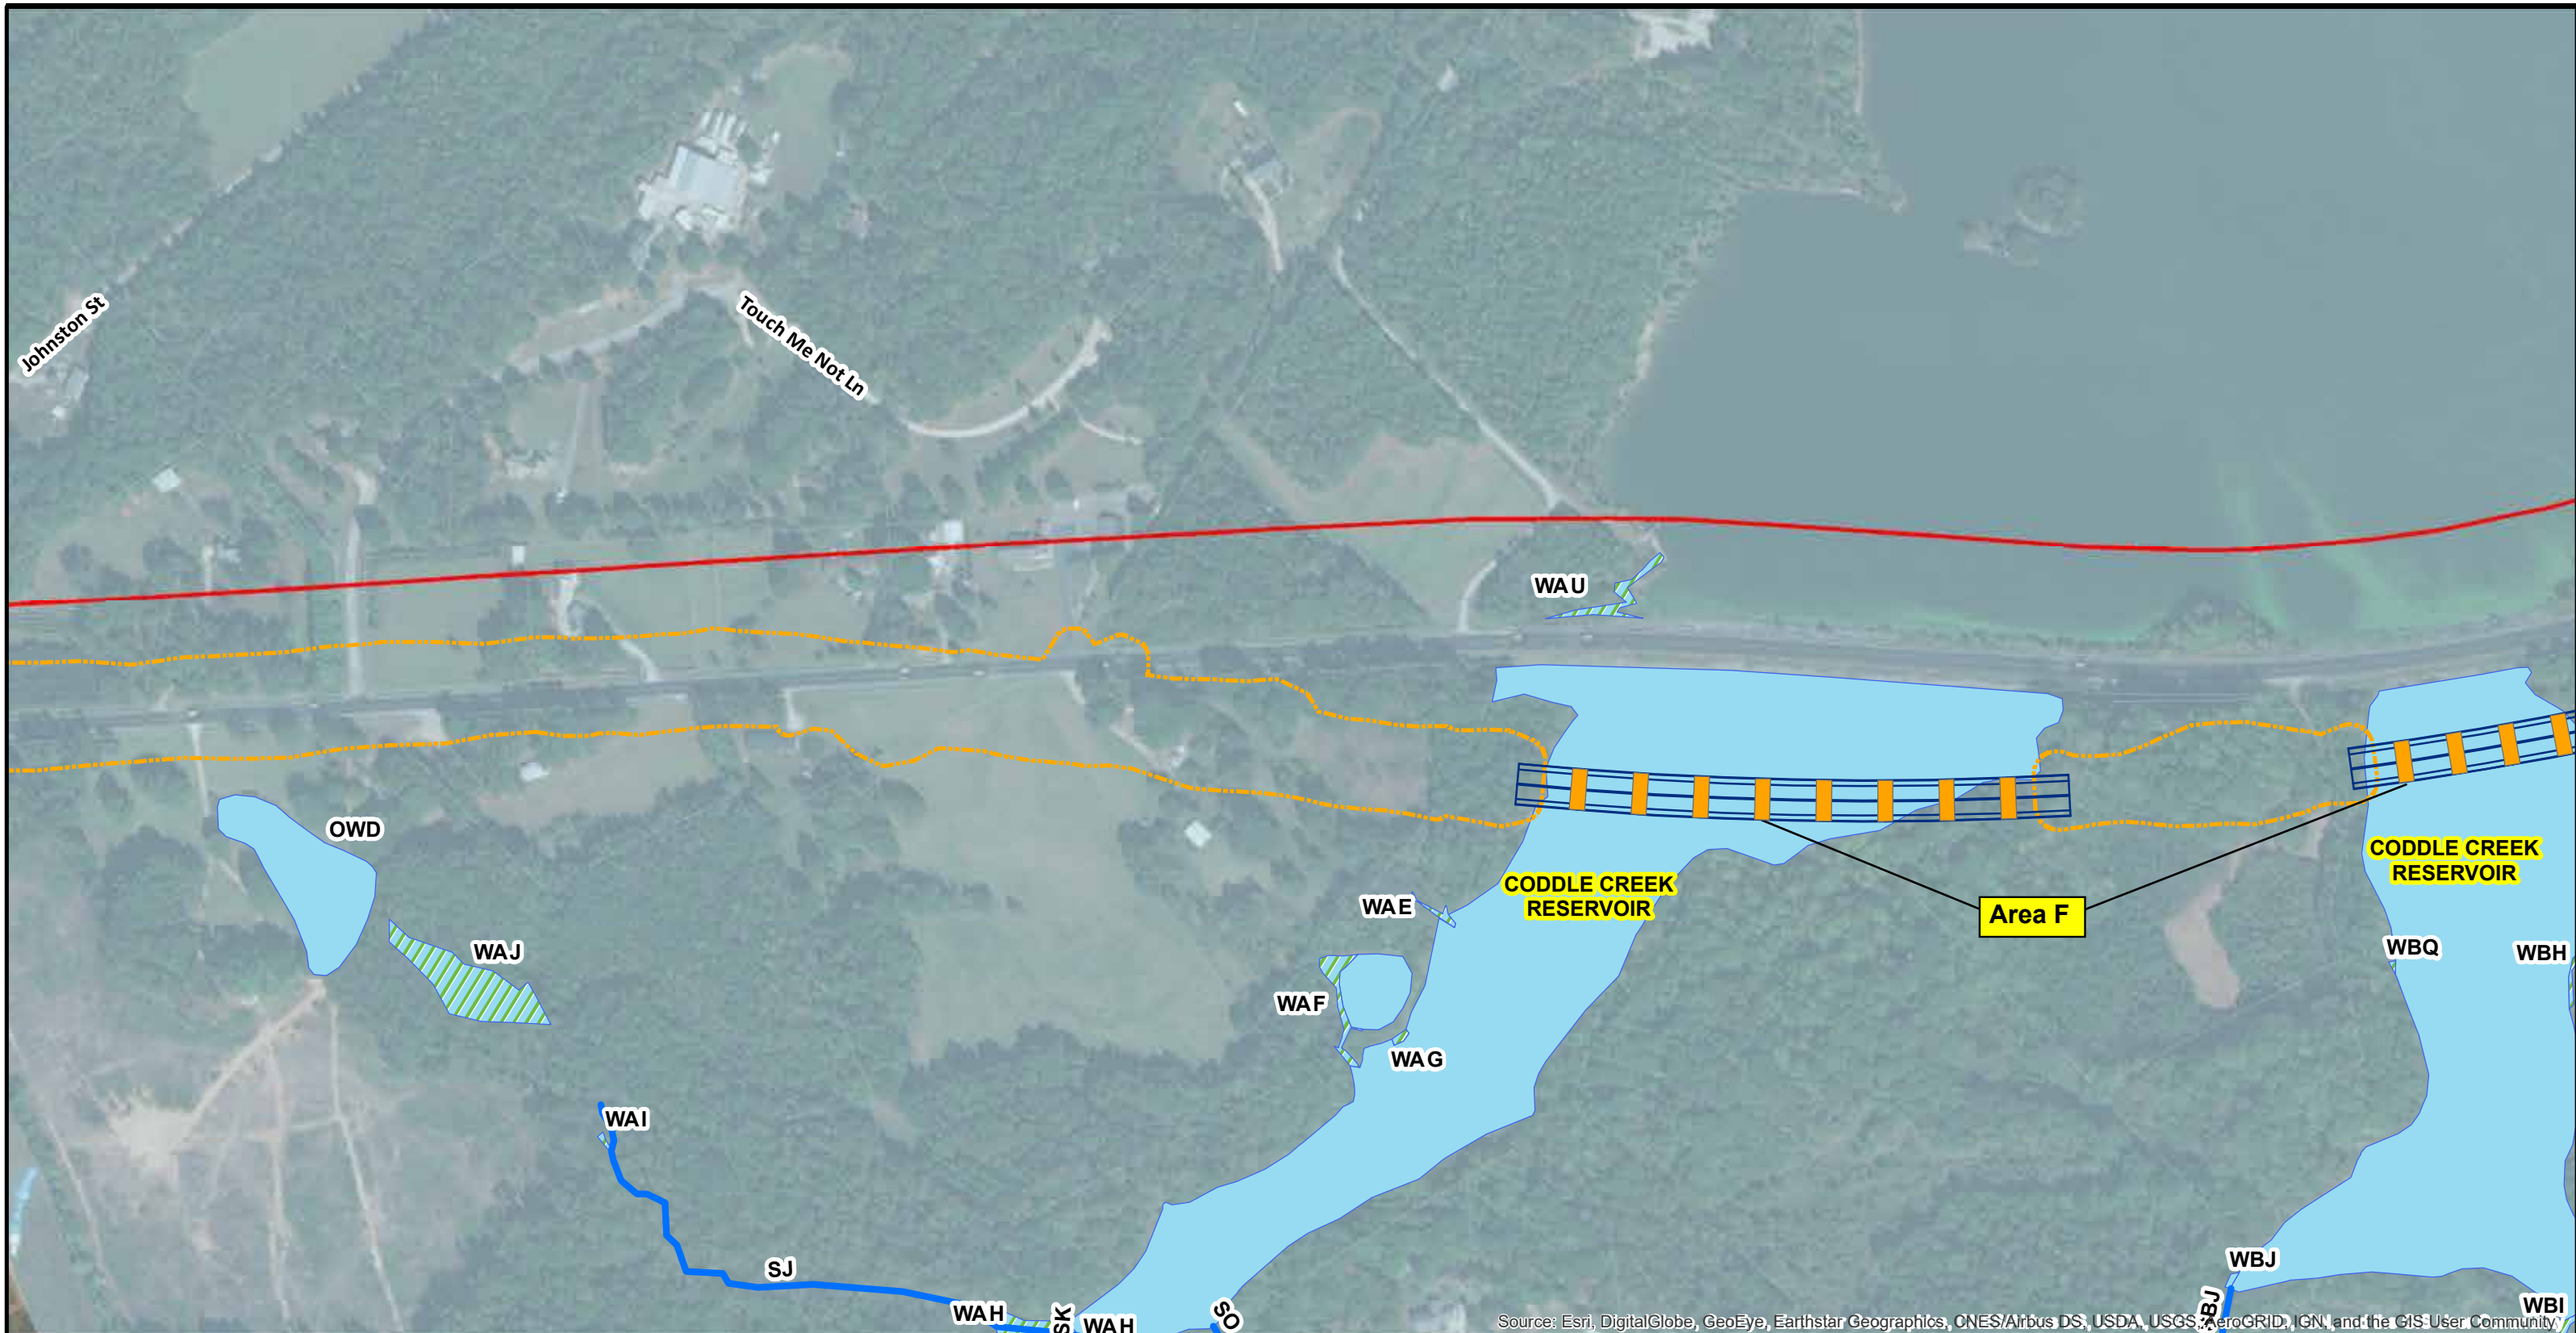 Johnston St
Touch Me Not Ln
WAU
OWD
CODDLE CREEK
RESERVOIR
CODDLE CREEK
RESERVOIR
WAE
Area F
WAJ
WBQ
WBH
WAF
WAG
WAI
SJ
WBJ
WAH
SK
WAH
SO
WBI
Source: Esri, DigitalGlobe, GeoEye, Earthstar Geographics, CNES/Airbus DS, USDA, USGS, AeroGRID, IGN, and the GIS User Community